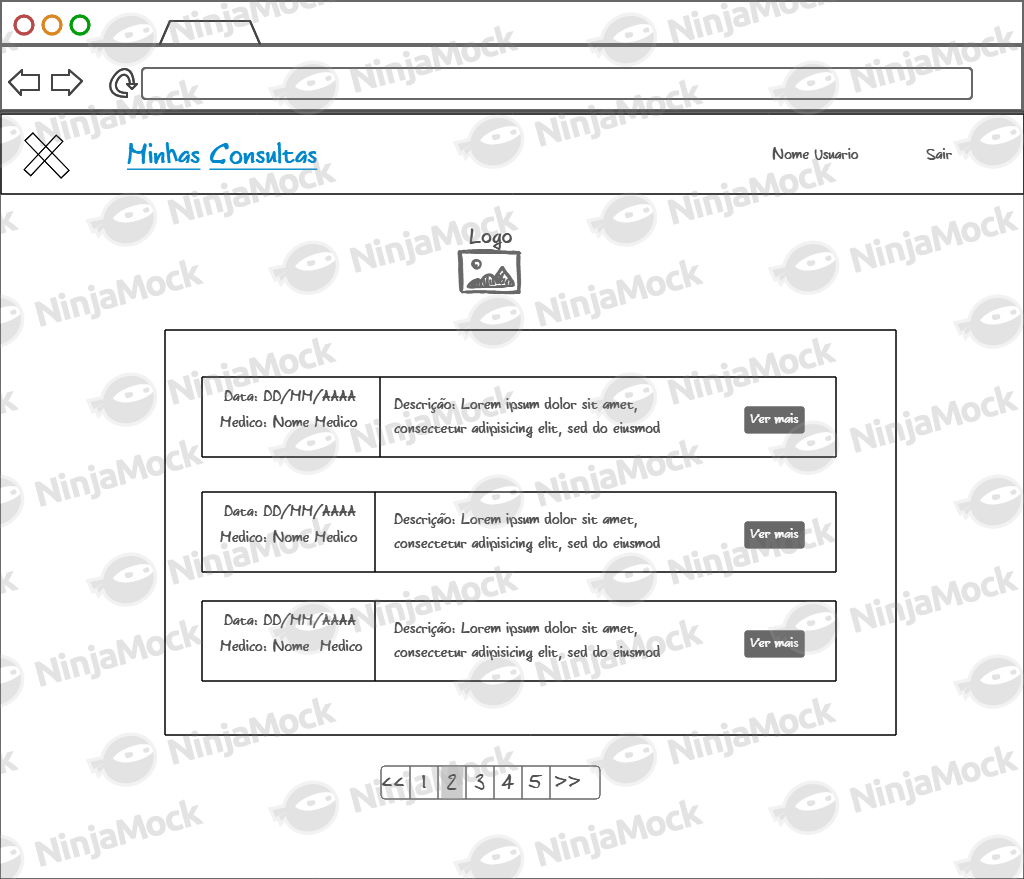 Minhas Consultas
Nome Usuario
Sair
Logo
Data: DD/MM/AAAA
Medico: Nome Medico
Descrição: Lorem ipsum dolor sit amet,
consectetur adipisicing elit, sed do eiusmod
Ver mais
Data: DD/MM/AAAA
Medico: Nome Medico
Descrição: Lorem ipsum dolor sit amet,
consectetur adipisicing elit, sed do eiusmod
Ver mais
Data: DD/MM/AAAA
Medico: Nome Medico
Descrição: Lorem ipsum dolor sit amet,
consectetur adipisicing elit, sed do eiusmod
Ver mais
<< 1 2 3 4 5 >>
NinjaMock